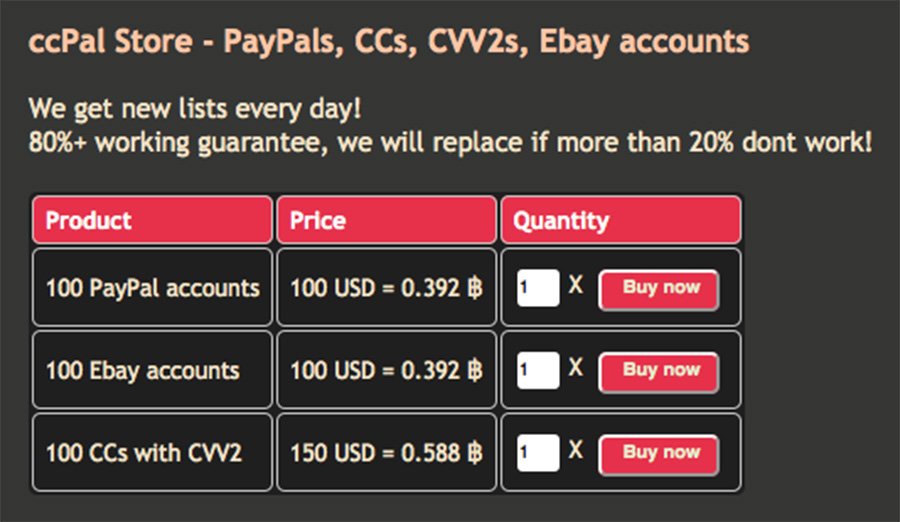 ccPal Store - PayPals, CCs, CVV2s, Ebay accounts
We get new lists every day!
80%+ working guarantee, we will replace if more than 20% dont work!
Product Price Quantity
100 PayPal accounts 100 USD = 0.392 ฿ 1 X Buy now
100 Ebay accounts 100 USD = 0.392 ฿ 1 X Buy now
100 CCs with CVV2 150 USD = 0.588 ฿ 1 X Buy now